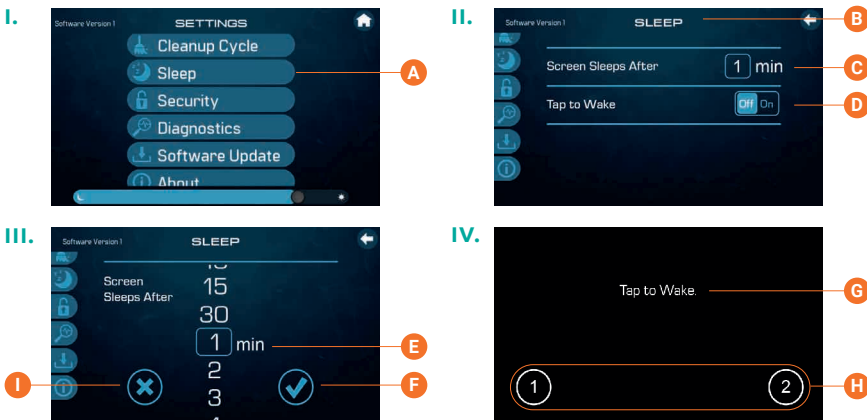 I.
Software Version 1
SETTINGS
Cleanup Cycle
Sleep
A
Security
Diagnostics
Software Update
About
II.
Software Version 1
SLEEP
B
Screen Sleeps After
1 min
C
Tap to Wake
Off On
D
III.
Software Version 1
SLEEP
Screen
Sleeps After
15
30
1 min
E
2
3
I
F
IV.
Tap to Wake.
G
1
2
H